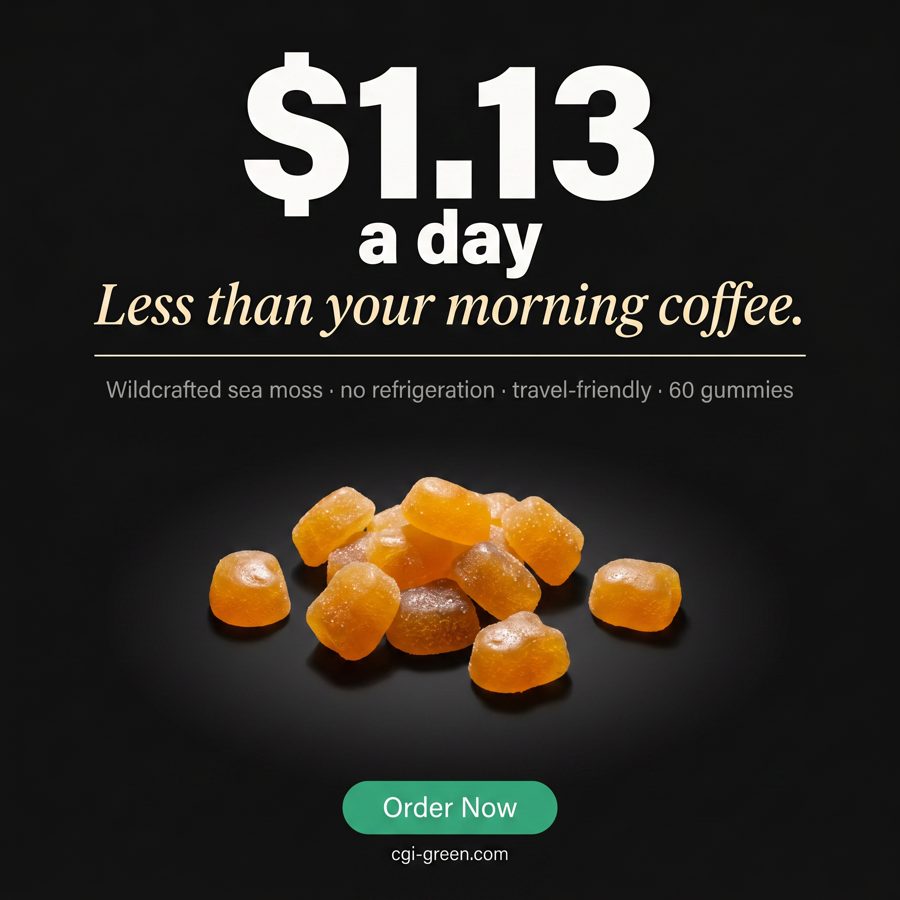 $1.13
a day
Less than your morning coffee.
Wildcrafted sea moss · no refrigeration · travel-friendly · 60 gummies
Order Now
cgi-green.com